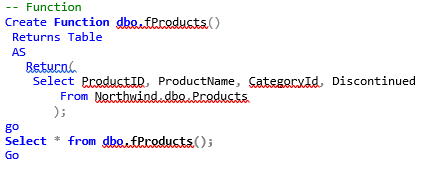 -- Function
Create Function dbo.fProducts()
Returns Table
AS
Return(
Select ProductID, ProductName, CategoryId, Discontinued
From Northwind.dbo.Products
);
go
Select * from dbo.fProducts();
Go